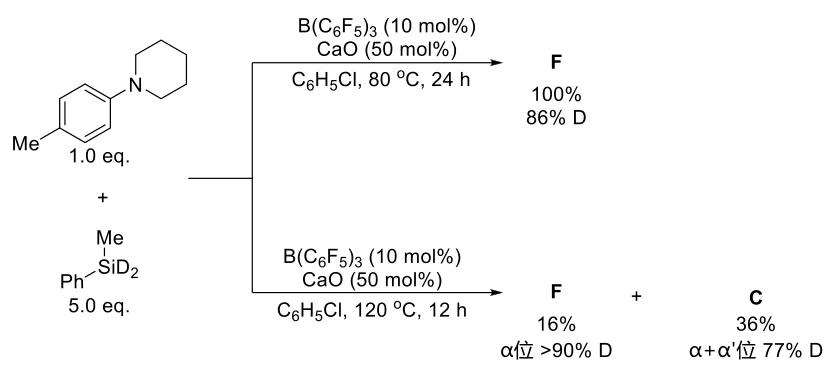 B(C6F5)3 (10 mol%)
CaO (50 mol%)
C6H5Cl, 80 ºC, 24 h
F
100%
86% D
N
Me
1.0 eq.
+
Me
SiD2
Ph
5.0 eq.
B(C6F5)3 (10 mol%)
CaO (50 mol%)
C6H5Cl, 120 ºC, 12 h
F
+
C
16%
36%
α位 >90% D
α+α'位 77% D